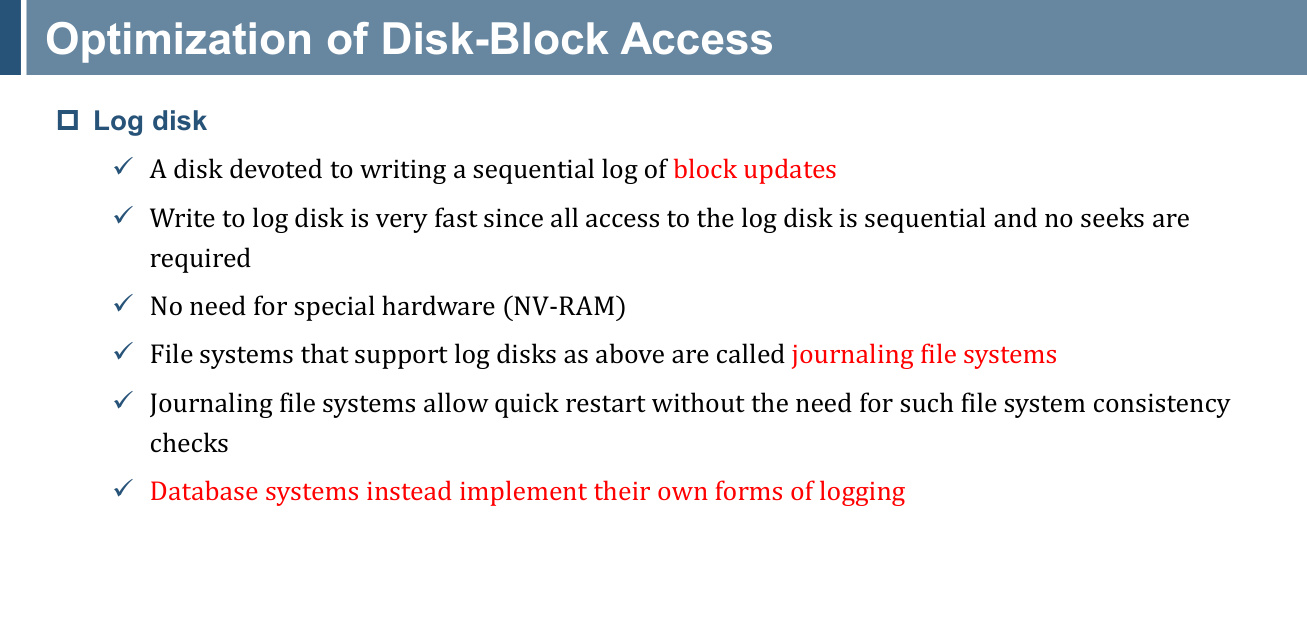 Optimization of Disk-Block Access
Log disk
A disk devoted to writing a sequential log of block updates
Write to log disk is very fast since all access to the log disk is sequential and no seeks are
required
No need for special hardware (NV-RAM)
File systems that support log disks as above are called journaling file systems
Journaling file systems allow quick restart without the need for such file system consistency
checks
Database systems instead implement their own forms of logging